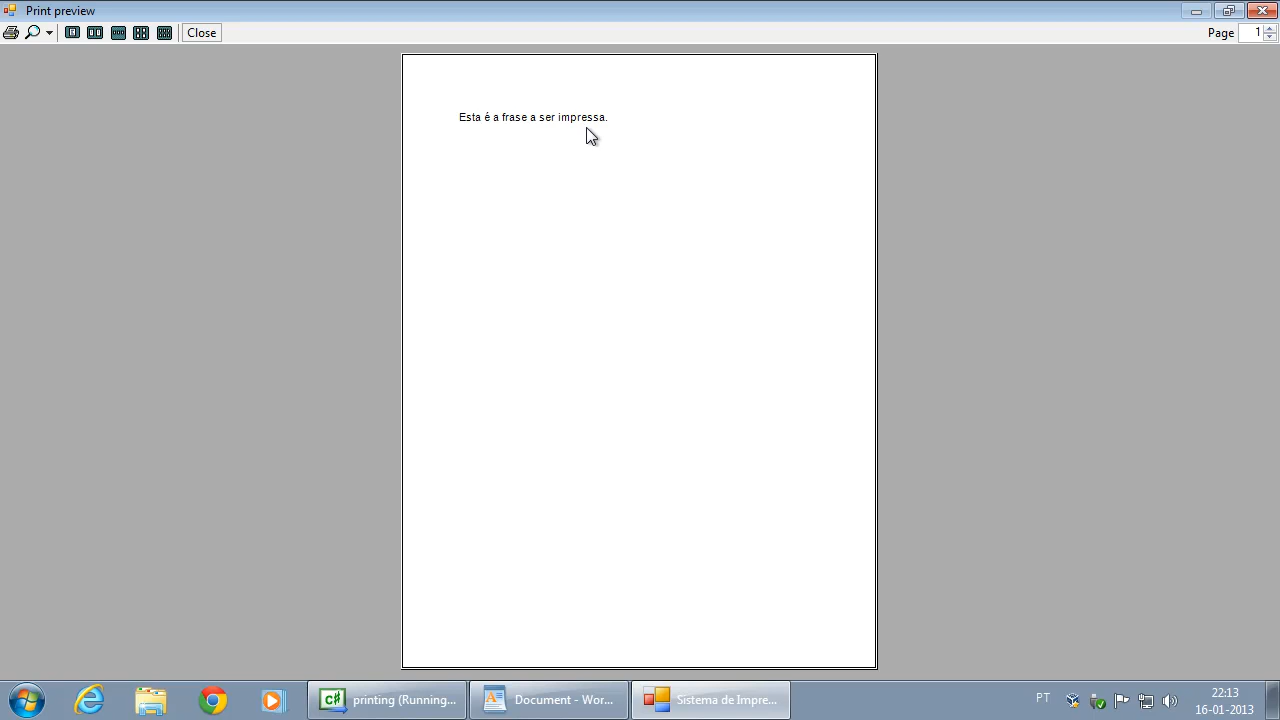 Print preview
Close
Page 1
Esta é a frase a ser impressa.
printing (Running...
Document - Wor...
Sistema de Impre...
PT
22:13
16-01-2013